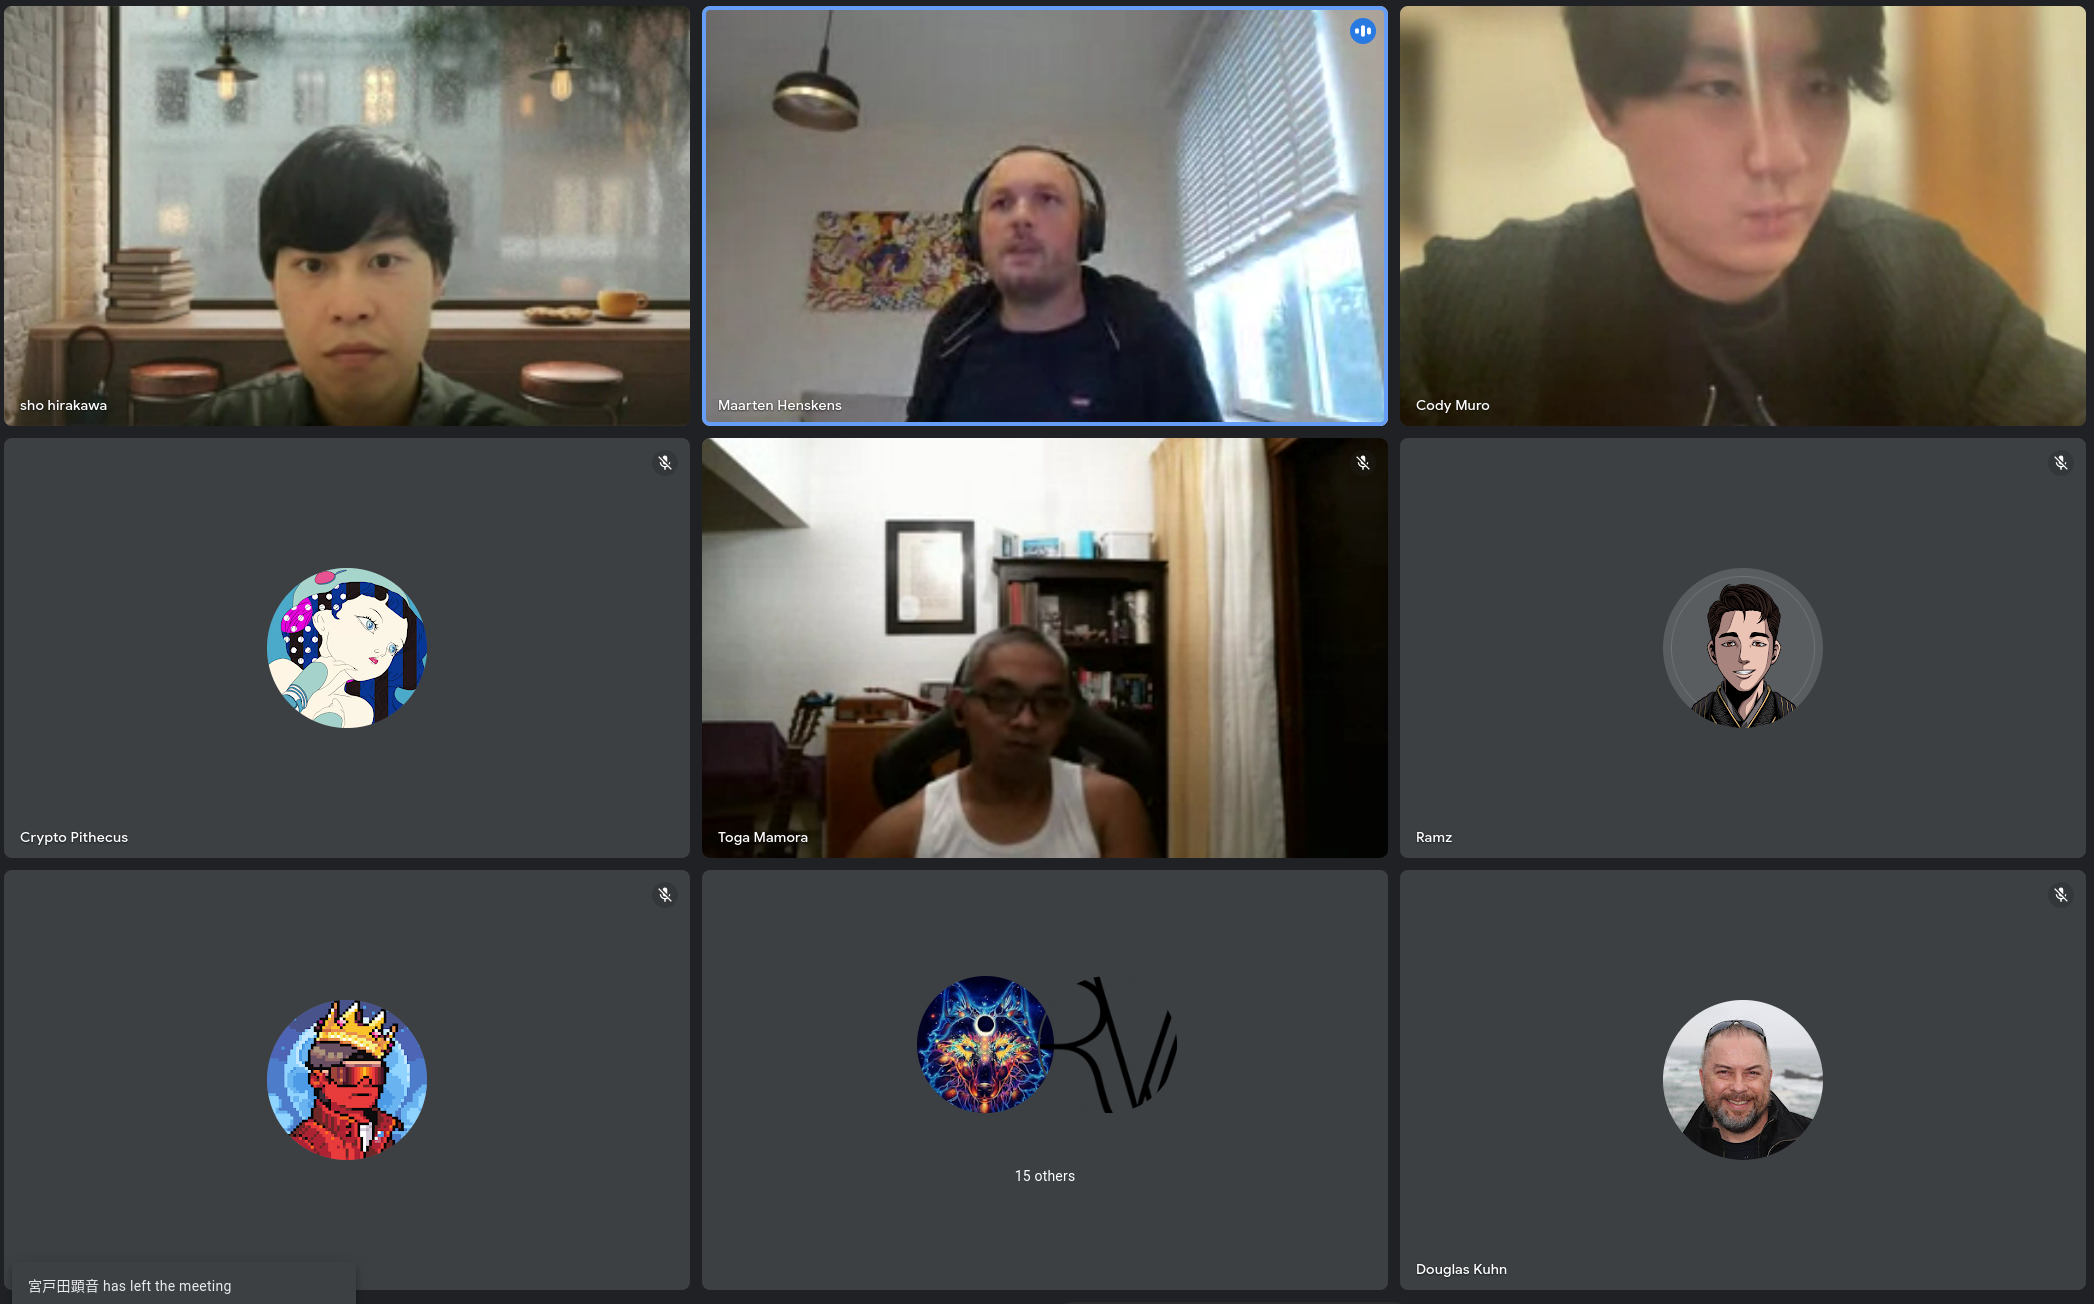 sho hirakawa
Maarten Henskens
Cody Muro
Crypto Pithecus
Toga Mamora
Ramz
15 others
Douglas Kuhn
宮戸田顕音 has left the meeting